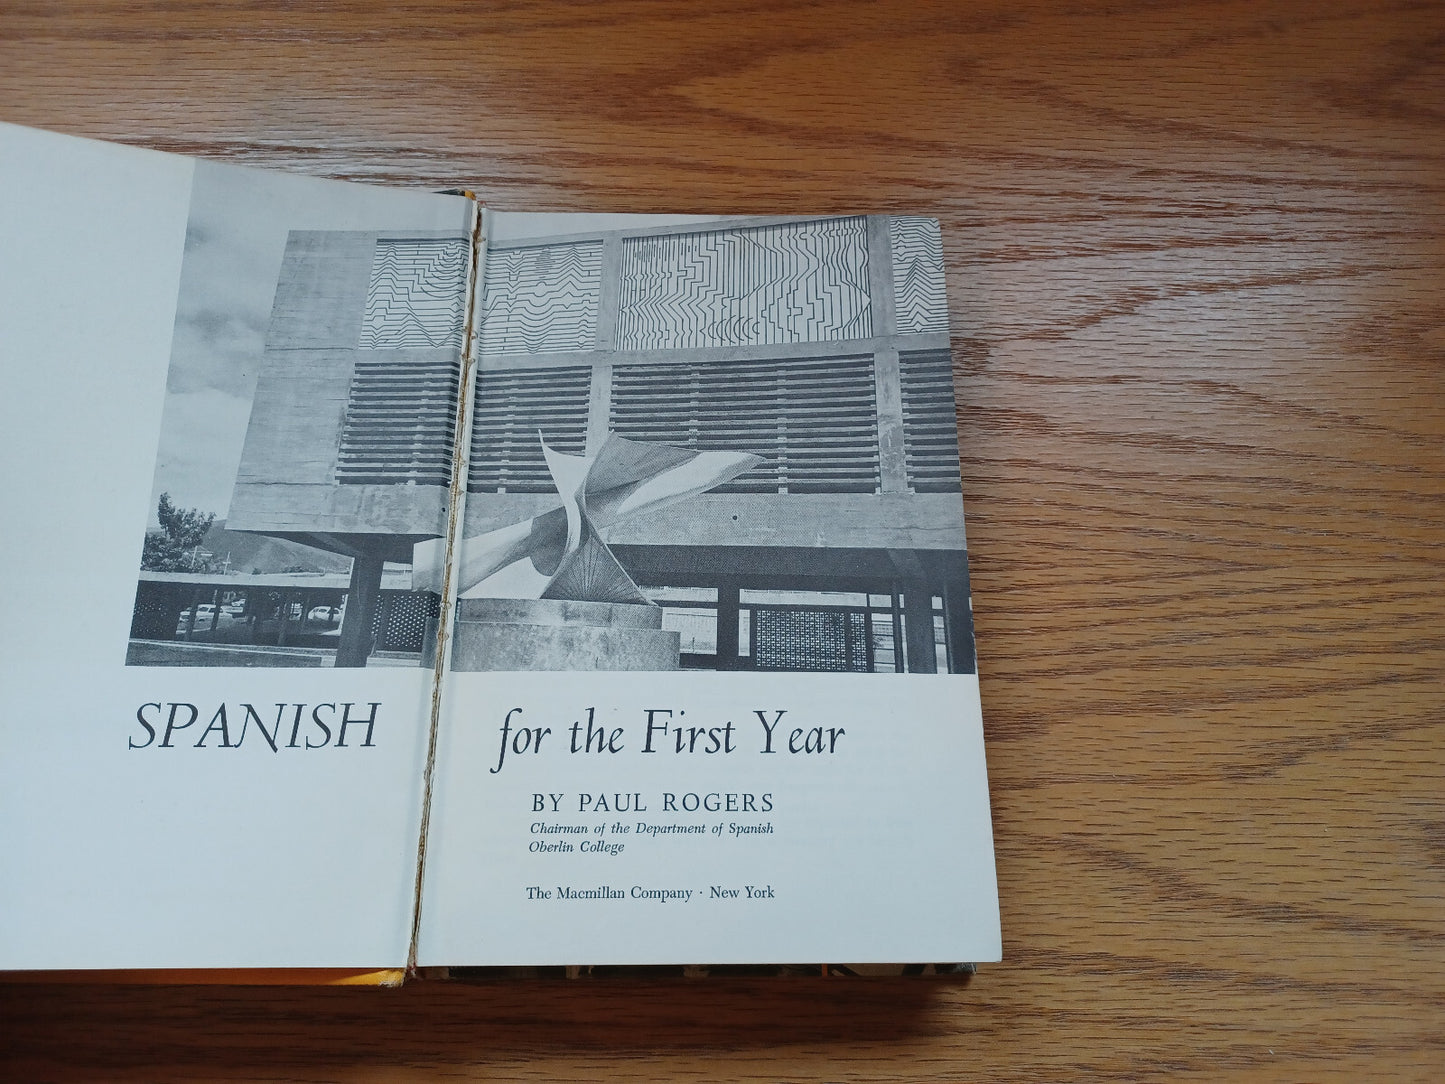 SPANISH for the First Year
BY PAUL ROGERS
Chairman of the Department of Spanish
Oberlin College
The Macmillan Company · New York